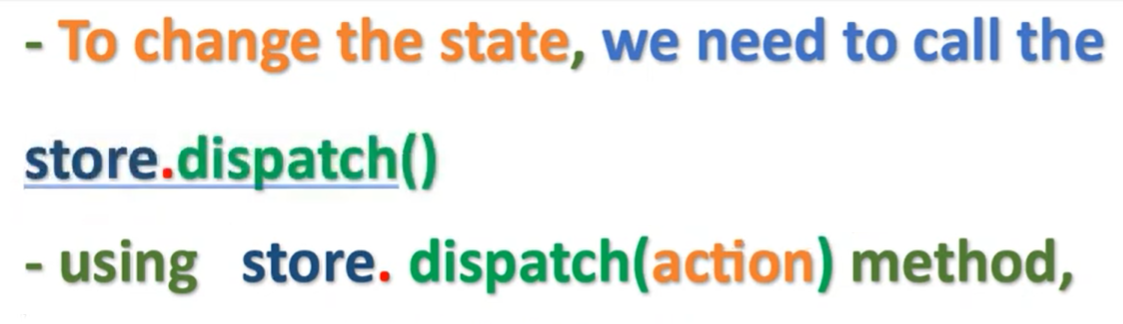 - To change the state, we need to call the
store.dispatch()
- using store. dispatch(action) method,